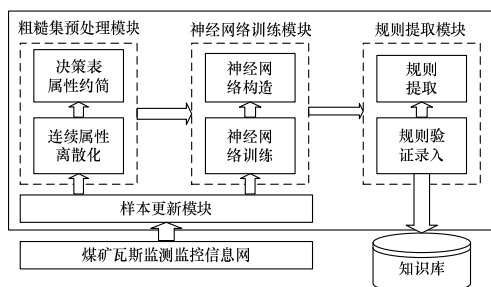 粗糙集预处理模块
神经网络训练模块
规则提取模块
决策表
属性约简
神经网
络构造
规则
提取
连续属性
离散化
神经网
络训练
规则验
证录入
样本更新模块
煤矿瓦斯监测监控信息网
知识库